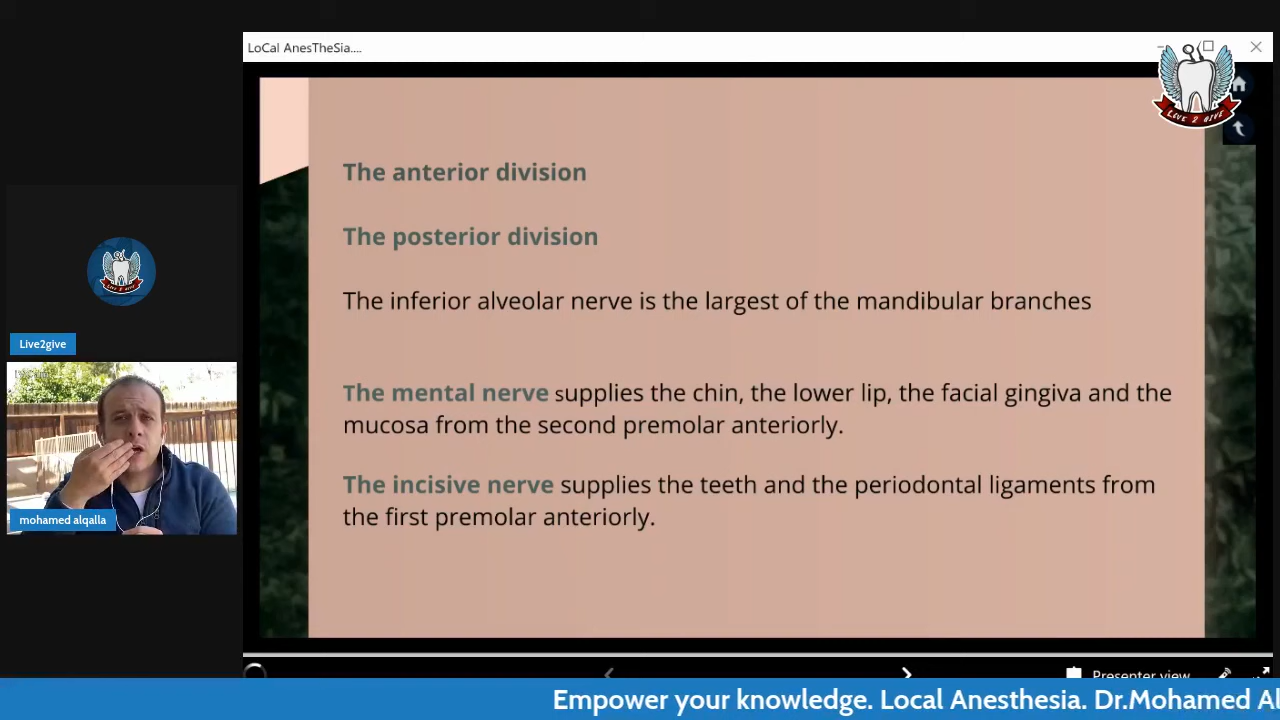 LoCal AnesTheSia....
LIVE 2 GIVE
The anterior division
The posterior division
The inferior alveolar nerve is the largest of the mandibular branches
The mental nerve supplies the chin, the lower lip, the facial gingiva and the
mucosa from the second premolar anteriorly.
The incisive nerve supplies the teeth and the periodontal ligaments from
the first premolar anteriorly.
Live2give
mohamed alqalla
Presenter view
Empower your knowledge. Local Anesthesia. Dr.Mohamed Al